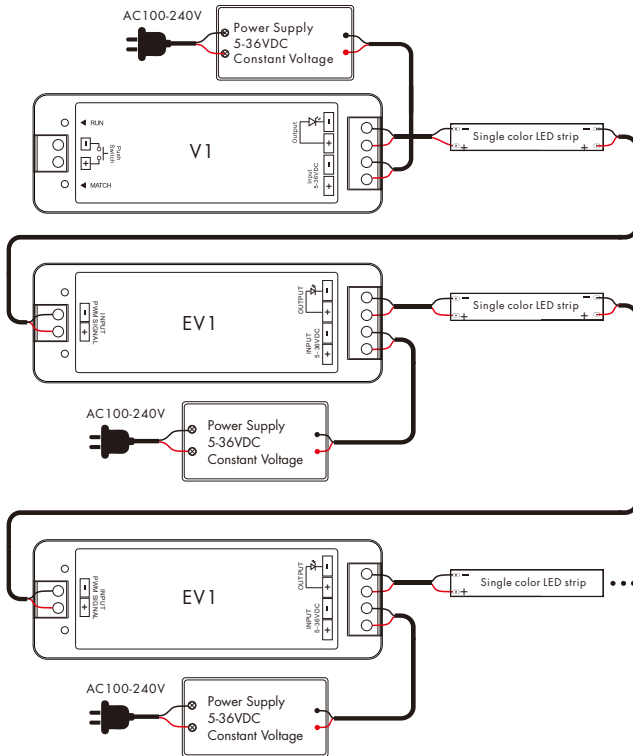 AC100-240V
Power Supply
5-36VDC
Constant Voltage
RUN
Push
Switch
-
+
MATCH
V1
Output
-
+
Input
5-36VDC
-
+
- Single color LED strip -
+ +
INPUT
PWM SIGNAL
-
+
EV1
OUTPUT
-
+
INPUT
5-36VDC
-
+
- Single color LED strip -
+ +
AC100-240V
Power Supply
5-36VDC
Constant Voltage
INPUT
PWM SIGNAL
-
+
EV1
OUTPUT
-
+
INPUT
5-36VDC
-
+
- Single color LED strip
+
AC100-240V
Power Supply
5-36VDC
Constant Voltage